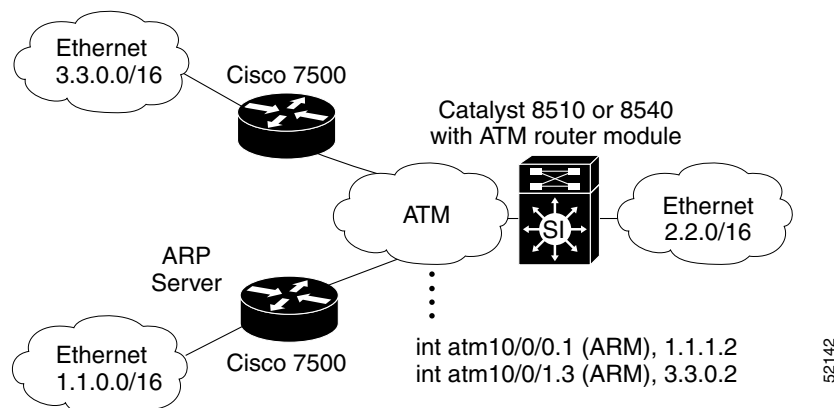 Ethernet
3.3.0.0/16
Cisco 7500
Catalyst 8510 or 8540
with ATM router module
ATM
SI
Ethernet
2.2.0/16
ARP
Server
Cisco 7500
Ethernet
1.1.0.0/16
int atm10/0/0.1 (ARM), 1.1.1.2
int atm10/0/1.3 (ARM), 3.3.0.2
52142